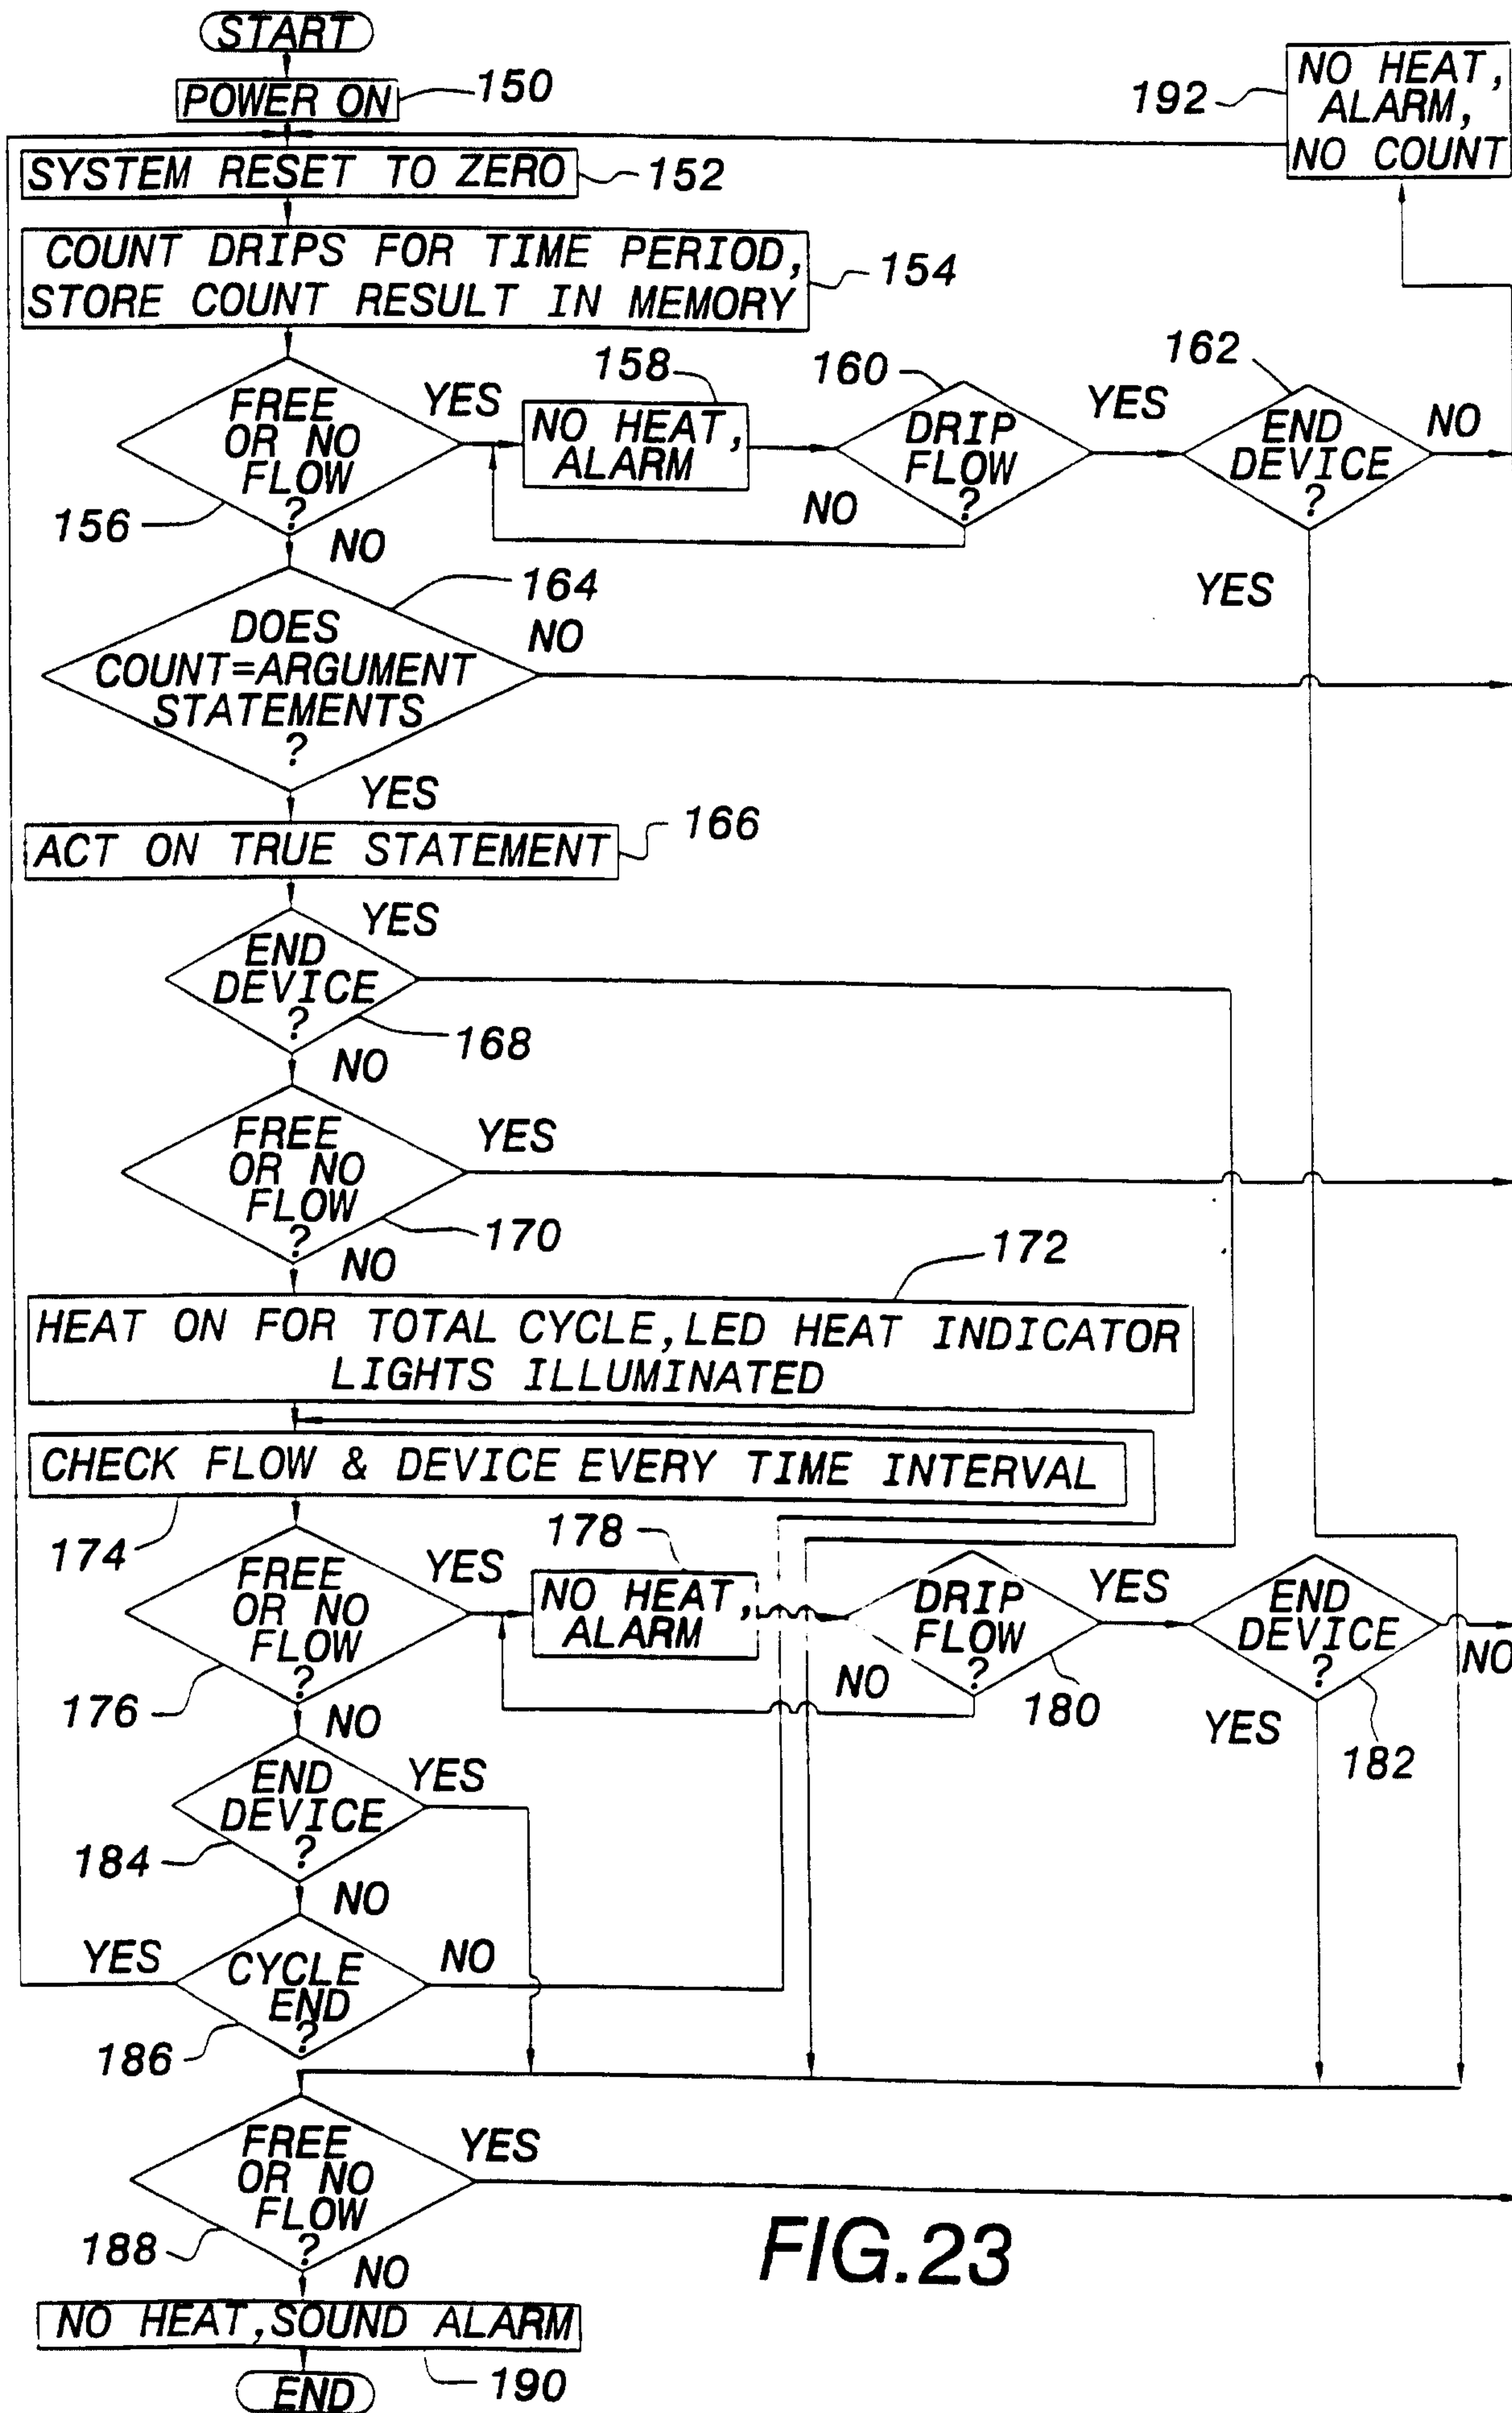 START
POWER ON
150
SYSTEM RESET TO ZERO
152
COUNT DRIPS FOR TIME PERIOD,
STORE COUNT RESULT IN MEMORY
154
192
NO HEAT,
ALARM,
NO COUNT
FREE
OR NO
FLOW
?
156
YES
NO
158
NO HEAT,
ALARM
160
DRIP
FLOW
?
YES
NO
162
END
DEVICE
?
NO
YES
164
DOES
COUNT=ARGUMENT
STATEMENTS
?
NO
YES
ACT ON TRUE STATEMENT
166
END
DEVICE
?
YES
168
NO
FREE
OR NO
FLOW
?
YES
170
NO
172
HEAT ON FOR TOTAL CYCLE, LED HEAT INDICATOR
LIGHTS ILLUMINATED
CHECK FLOW & DEVICE EVERY TIME INTERVAL
174
FREE
OR NO
FLOW
?
176
YES
NO
178
NO HEAT,
ALARM
DRIP
FLOW
?
180
YES
NO
END
DEVICE
?
182
NO
YES
END
DEVICE
?
184
YES
NO
CYCLE
END
?
186
YES
NO
FREE
OR NO
FLOW
?
188
YES
NO
NO HEAT, SOUND ALARM
190
END
FIG.23